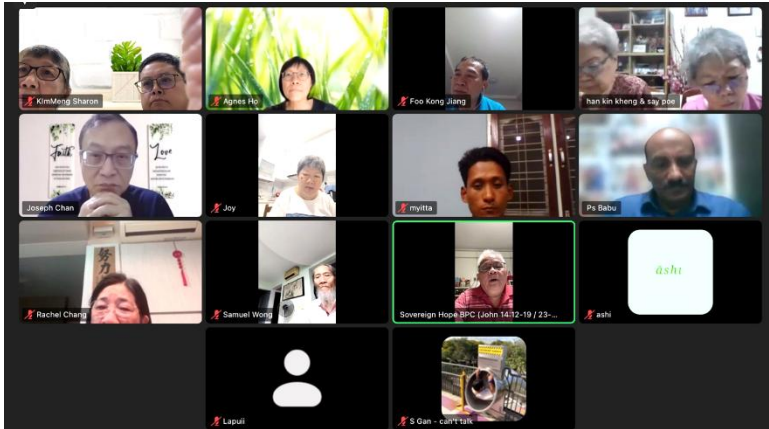 KimMeng Sharon
Agnes Ho
Foo Kong Jiang
han kin kheng & say poe
Faith
Love
Joseph Chan
Joy
myitta
Ps Babu
努力
Rachel Chang
Samuel Wong
Sovereign Hope BPC (John 14:12-19 / 23-...
āshı
ashi
Lapuii
S Gan - can't talk